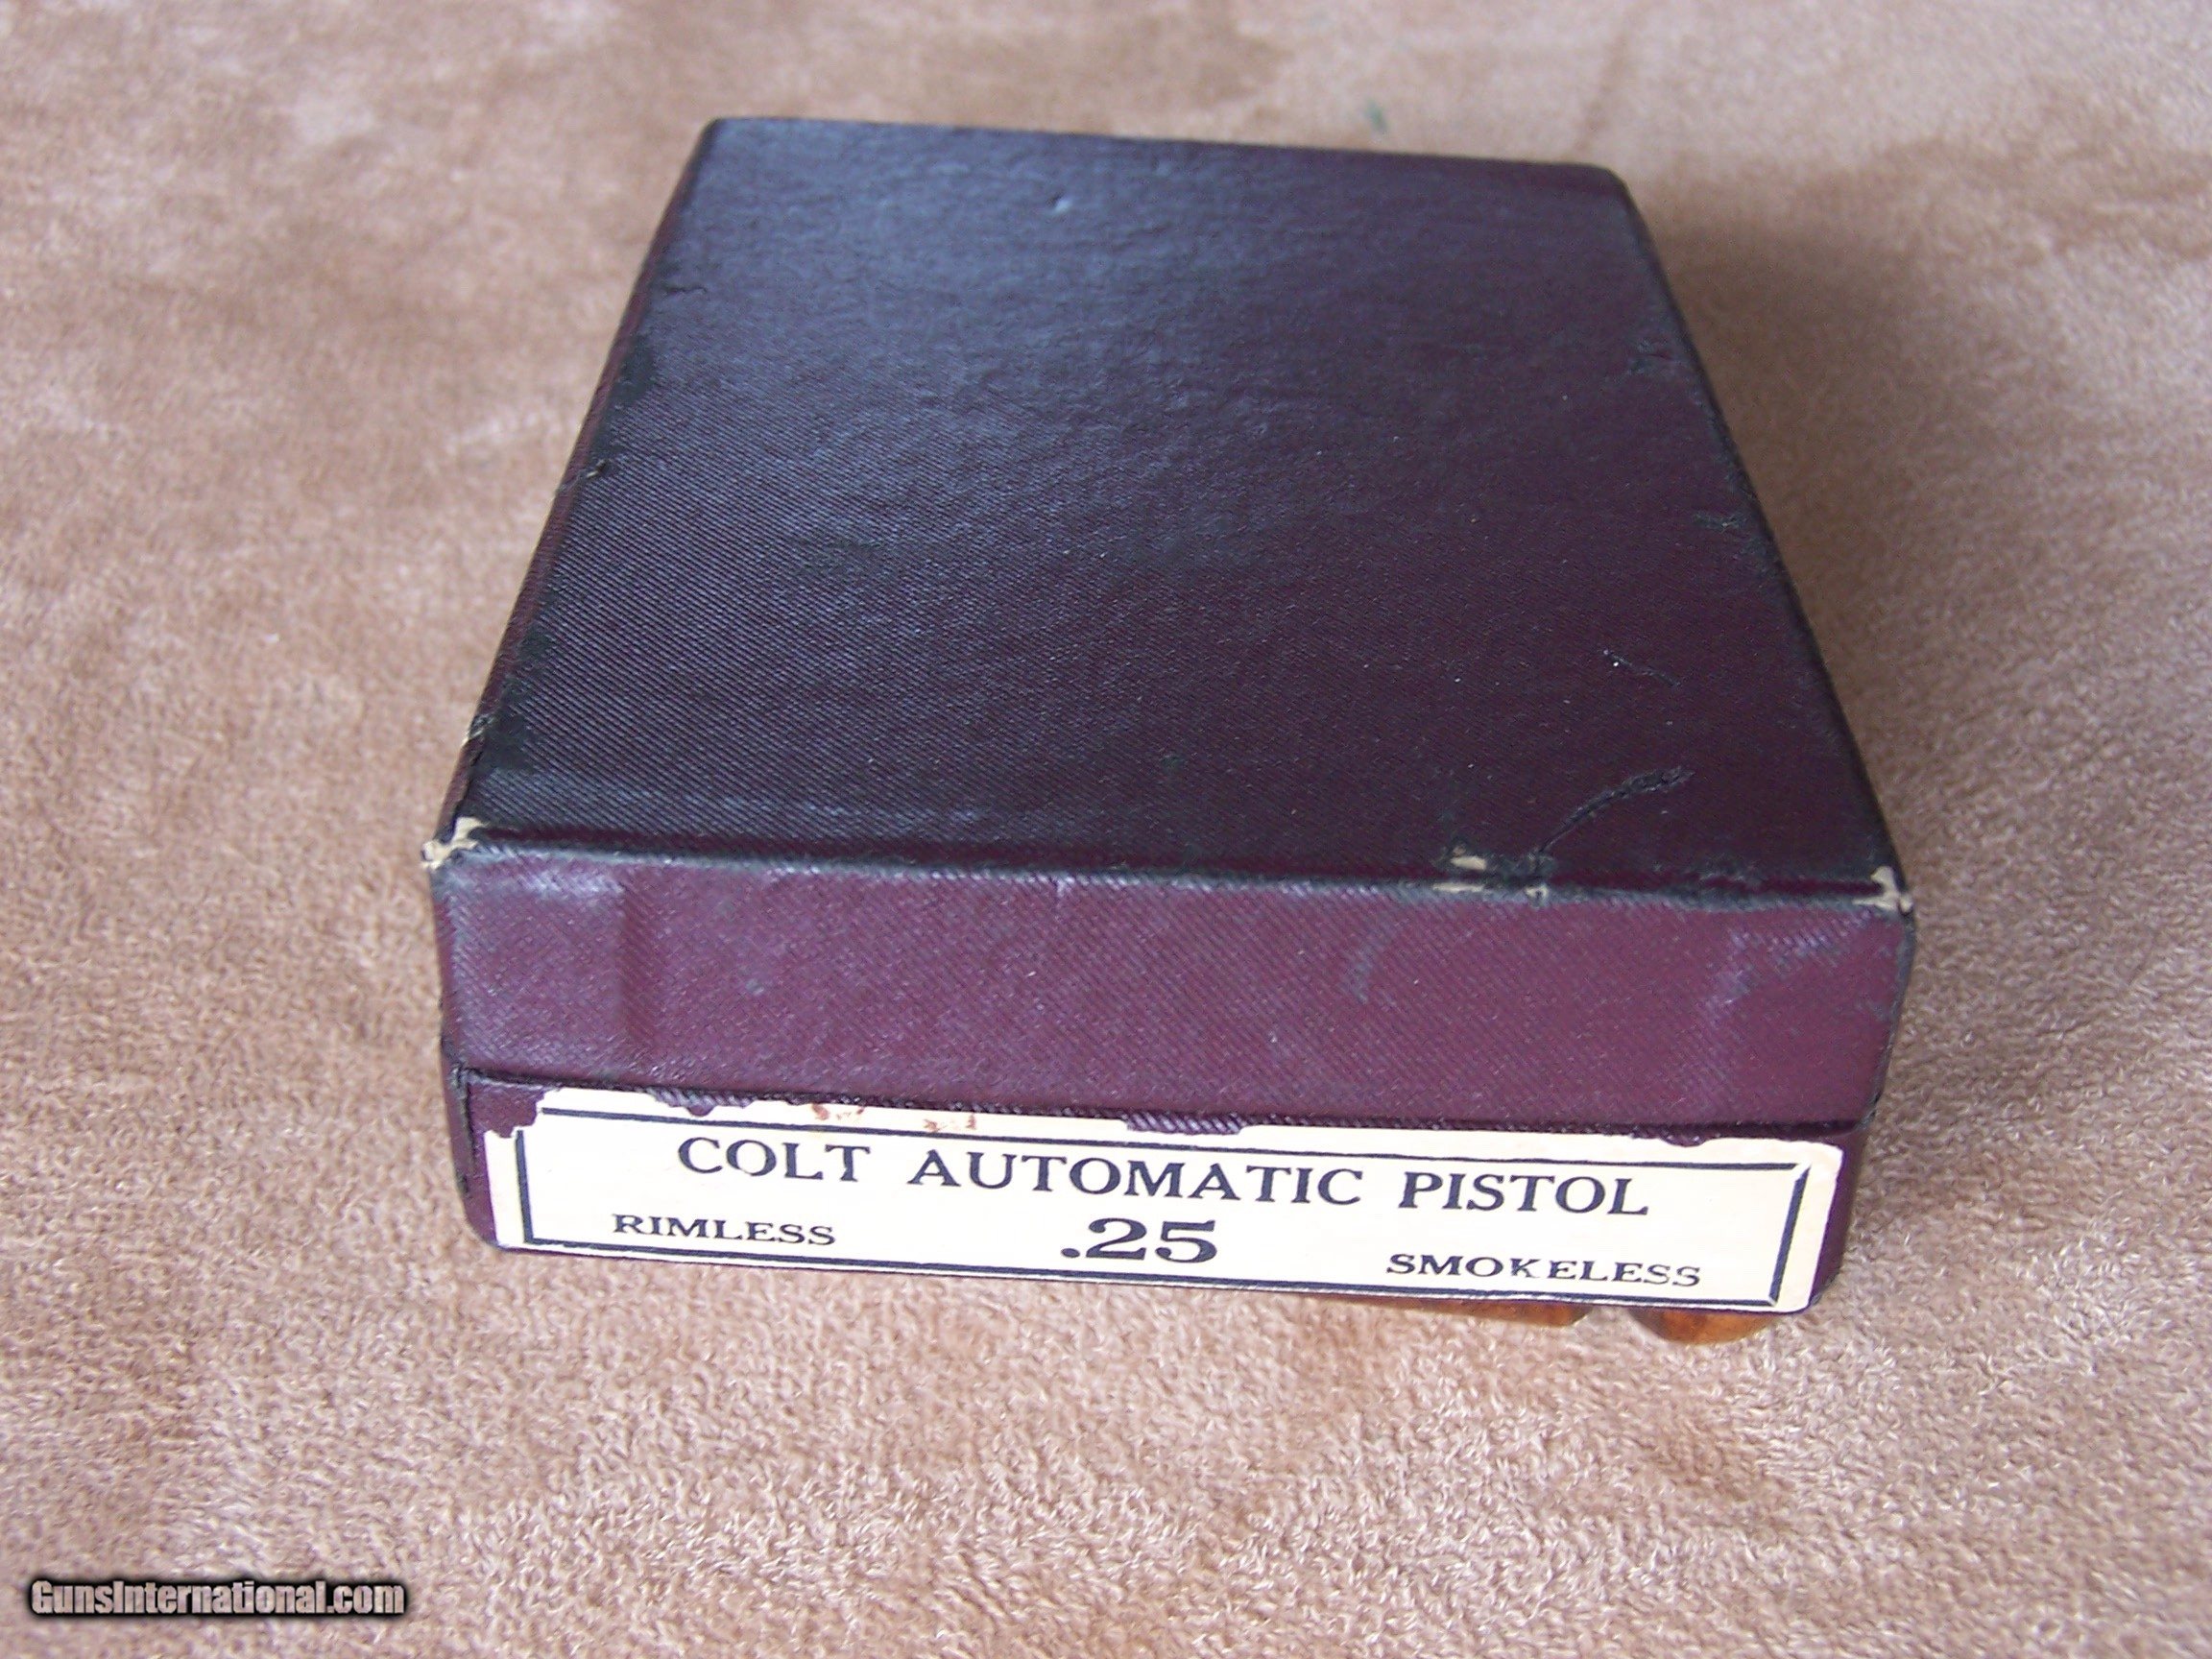 COLT AUTOMATIC PISTOL
RIMLESS .25 SMOKELESS
GunsInternational.com